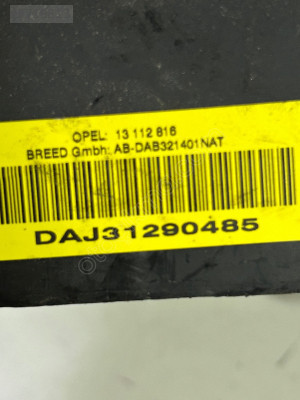 OPEL: 13 112 816
BREED Gmbh: AB-DAB321401NAT
DAJ31290485